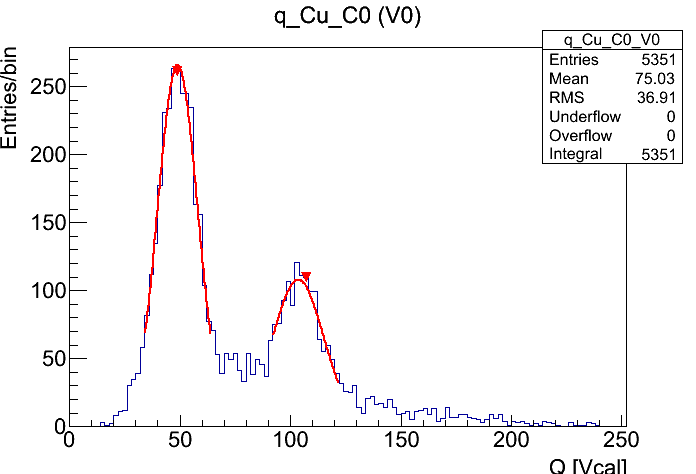 q_Cu_C0 (V0)
q_Cu_C0_V0
Entries 5351
Mean 75.03
RMS 36.91
Underflow 0
Overflow 0
Integral 5351
Entries/bin
250
200
150
100
50
0
0 50 100 150 200 250
Q [Vcal]